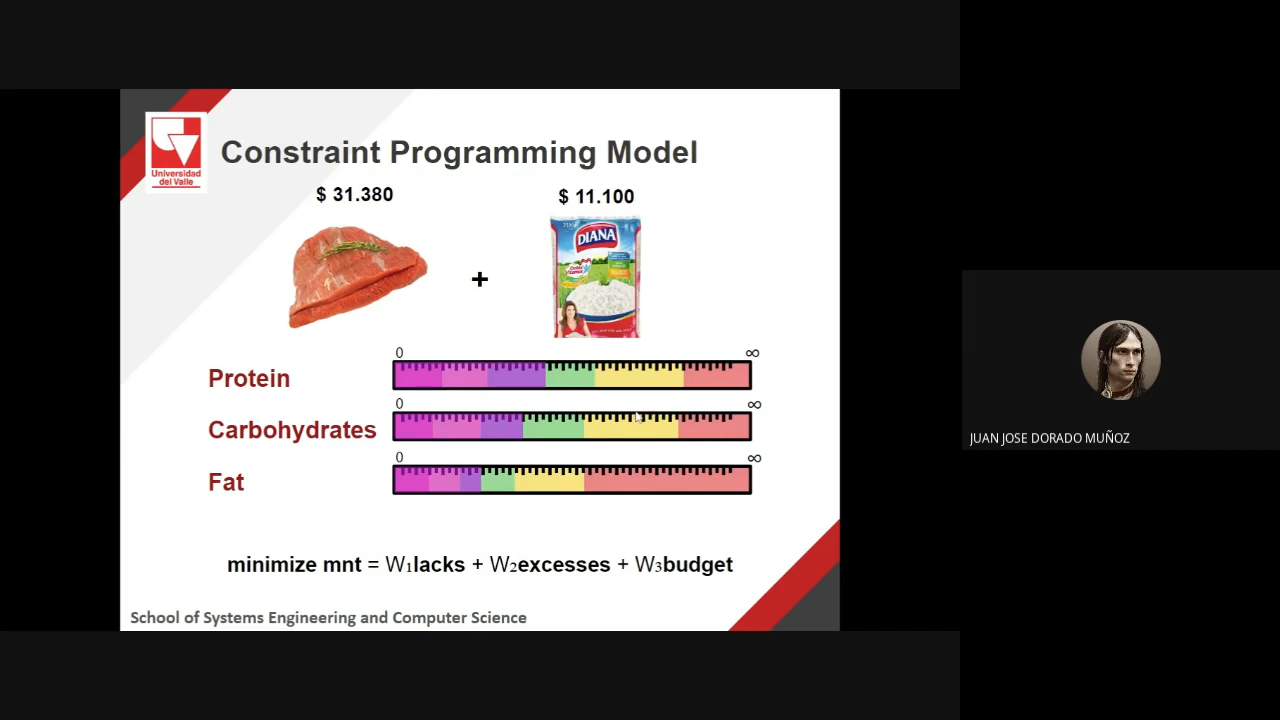 Universidad
del Valle
Constraint Programming Model
$ 31.380
$ 11.100
DIANA
+
0
∞
Protein
0
∞
Carbohydrates
0
∞
Fat
minimize mnt = W₁lacks + W₂excesses + W₃budget
School of Systems Engineering and Computer Science
JUAN JOSE DORADO MUÑOZ